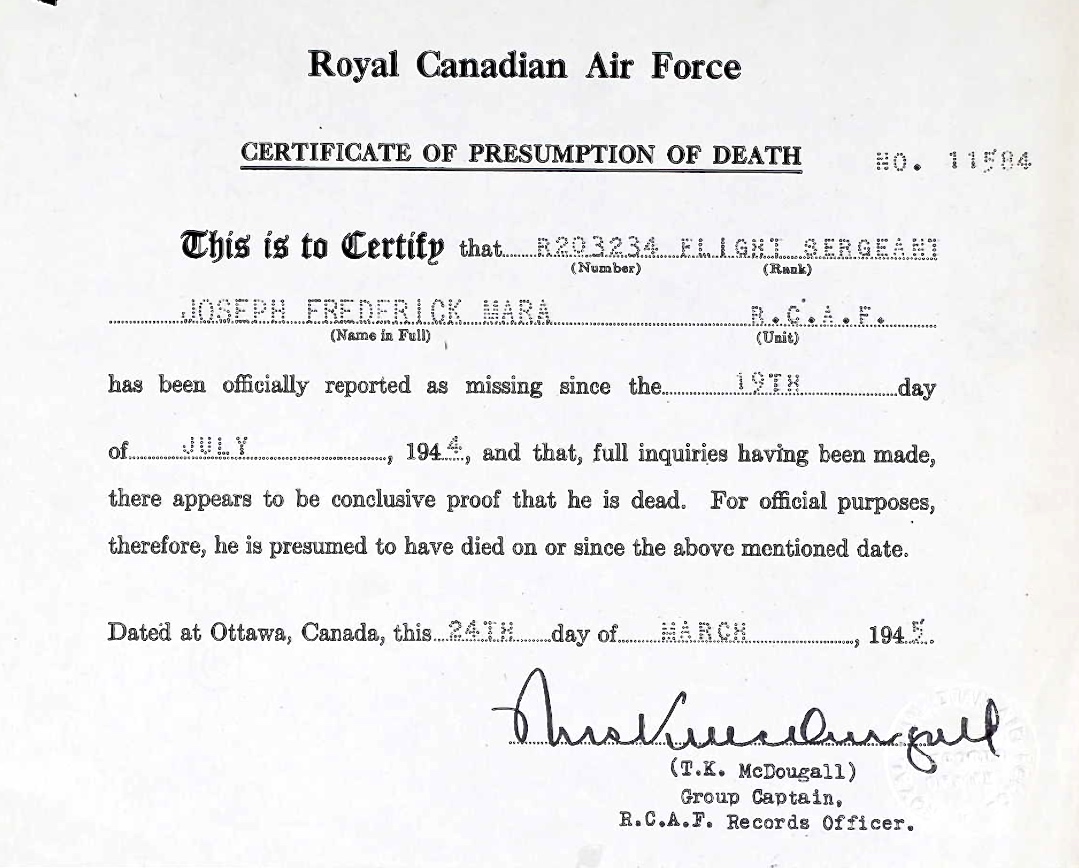 Royal Canadian Air Force
CERTIFICATE OF PRESUMPTION OF DEATH NO. 11584
This is to Certify that R203234 FLIGHT SERGEANT
(Number) (Rank)
JOSEPH FREDERICK MARA R.C.A.F.
(Name in Full) (Unit)
has been officially reported as missing since the 19TH day
of JULY, 1944, and that, full inquiries having been made,
there appears to be conclusive proof that he is dead. For official purposes,
therefore, he is presumed to have died on or since the above mentioned date.
Dated at Ottawa, Canada, this 24TH day of MARCH, 1945.
(T.K. McDougall)
Group Captain,
R.C.A.F. Records Officer.